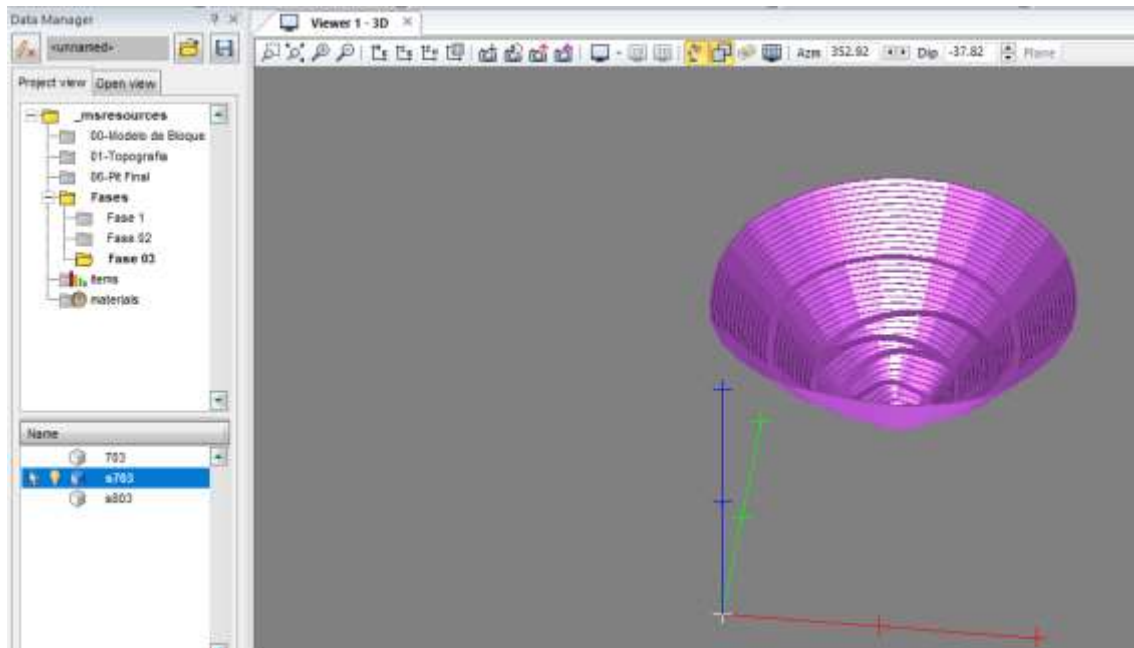 Data Manager
Viewer 1 - 3D
<unnamed>
Azm 352.92 Dip -37.82 Plane
Project view Open view
_msresources
00-Modelo de Bloque
01-Topografia
06-Pit Final
Fases
Fase 1
Fase 02
Fase 03
items
materials
Name
703
s703
s803